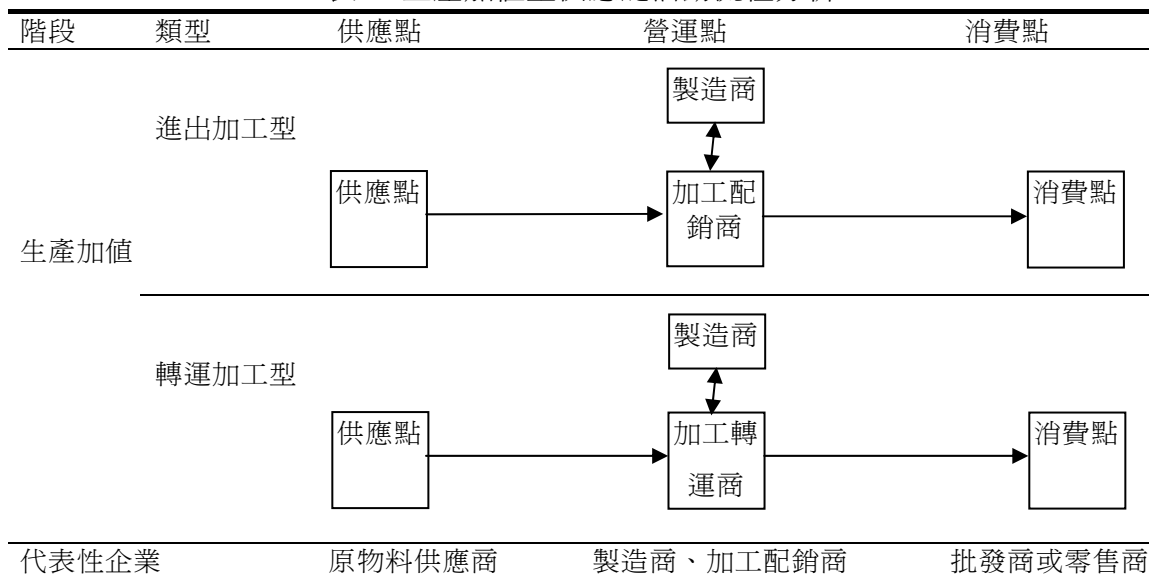 階段 類型 供應點 營運點 消費點
製造商
進出加工型
供應點 加工配 消費點
銷商
生產加值
製造商
轉運加工型
供應點 加工轉 消費點
運商
代表性企業 原物料供應商 製造商、加工配銷商 批發商或零售商